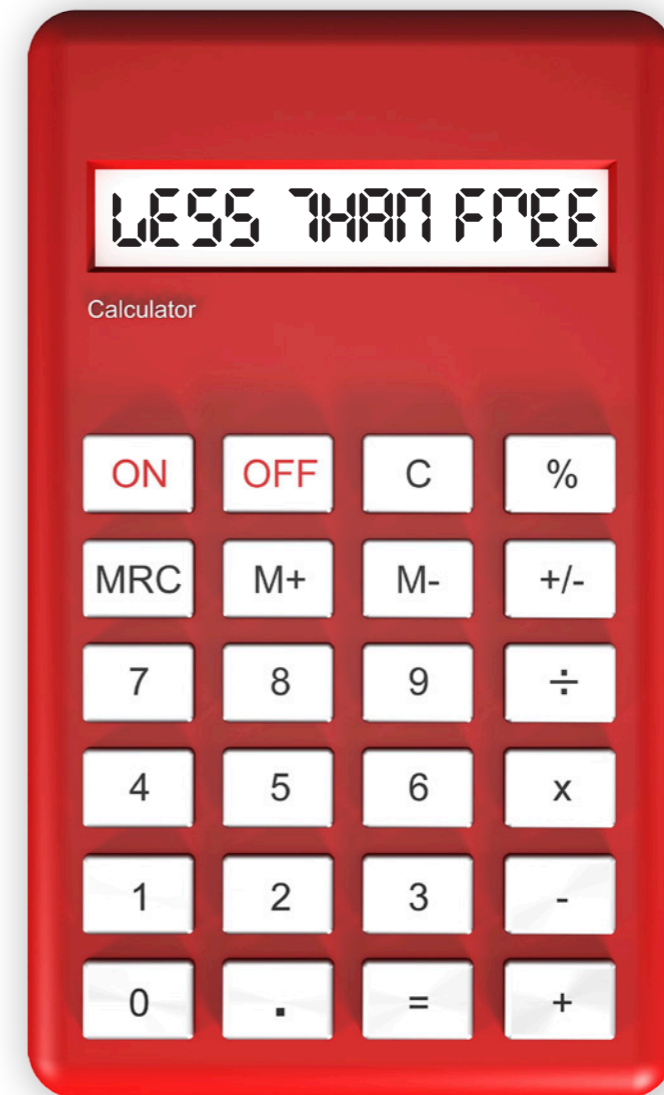 LESS THAN FREE
Calculator
ON OFF C %
MRC M+ M- +/-
7 8 9 ÷
4 5 6 x
1 2 3 -
0 . = +